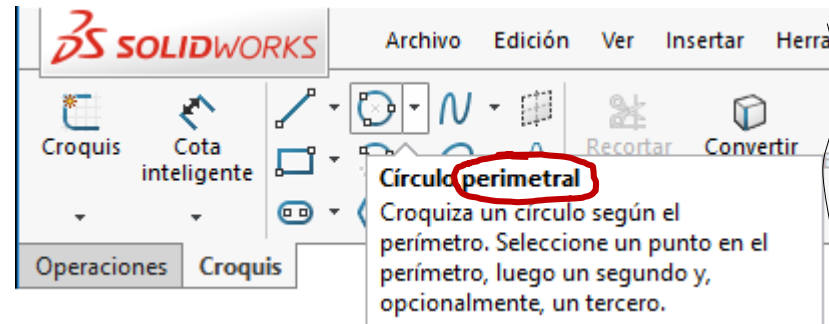 SOLIDWORKS Archivo Edición Ver Insertar Herra
Croquis Cota inteligente Recortar Convertir
Círculo perimetral
Croquiza un círculo según el
perímetro. Seleccione un punto en el
perímetro, luego un segundo y,
opcionalmente, un tercero.
Operaciones Croquis